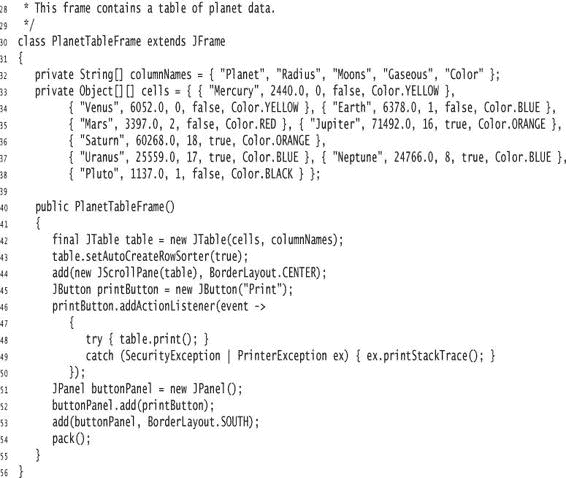 28  * This frame contains a table of planet data.
29  */
30 class PlanetTableFrame extends JFrame
31 {
32    private String[] columnNames = { "Planet", "Radius", "Moons", "Gaseous", "Color" };
33    private Object[][] cells = { { "Mercury", 2440.0, 0, false, Color.YELLOW },
34          { "Venus", 6052.0, 0, false, Color.YELLOW }, { "Earth", 6378.0, 1, false, Color.BLUE },
35          { "Mars", 3397.0, 2, false, Color.RED }, { "Jupiter", 71492.0, 16, true, Color.ORANGE },
36          { "Saturn", 60268.0, 18, true, Color.ORANGE },
37          { "Uranus", 25559.0, 17, true, Color.BLUE }, { "Neptune", 24766.0, 8, true, Color.BLUE },
38          { "Pluto", 1137.0, 1, false, Color.BLACK } };
39
40    public PlanetTableFrame()
41    {
42       final JTable table = new JTable(cells, columnNames);
43       table.setAutoCreateRowSorter(true);
44       add(new JScrollPane(table), BorderLayout.CENTER);
45       JButton printButton = new JButton("Print");
46       printButton.addActionListener(event ->
47          {
48             try { table.print(); }
49             catch (SecurityException | PrinterException ex) { ex.printStackTrace(); }
50          });
51       JPanel buttonPanel = new JPanel();
52       buttonPanel.add(printButton);
53       add(buttonPanel, BorderLayout.SOUTH);
54       pack();
55    }
56 }